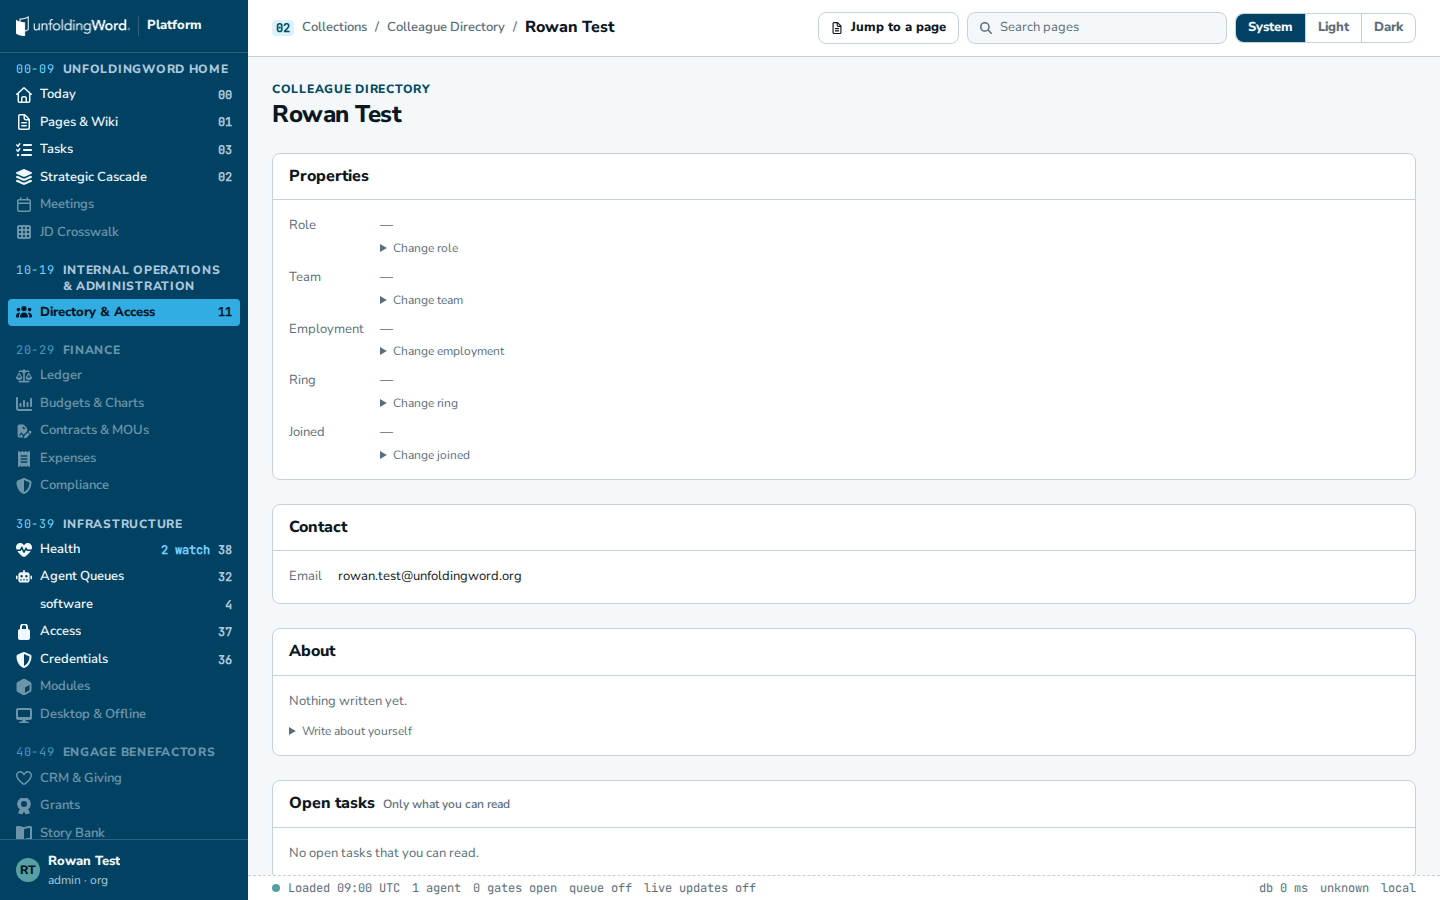 unfoldingWord Platform
02 Collections / Colleague Directory / Rowan Test
Jump to a page
Search pages
System Light Dark
00-09 UNFOLDINGWORD HOME
Today 00
Pages & Wiki 01
Tasks 03
Strategic Cascade 02
Meetings
JD Crosswalk
10-19 INTERNAL OPERATIONS
& ADMINISTRATION
Directory & Access 11
20-29 FINANCE
Ledger
Budgets & Charts
Contracts & MOUs
Expenses
Compliance
30-39 INFRASTRUCTURE
Health 2 watch 38
Agent Queues 32
software 4
Access 37
Credentials 36
Modules
Desktop & Offline
40-49 ENGAGE BENEFACTORS
CRM & Giving
Grants
Story Bank
RT Rowan Test
admin · org
COLLEAGUE DIRECTORY
Rowan Test
Properties
Role —
Change role
Team —
Change team
Employment —
Change employment
Ring —
Change ring
Joined —
Change joined
Contact
Email rowan.test@unfoldingword.org
About
Nothing written yet.
Write about yourself
Open tasks Only what you can read
No open tasks that you can read.
Loaded 09:00 UTC 1 agent 0 gates open queue off live updates off
db 0 ms unknown local